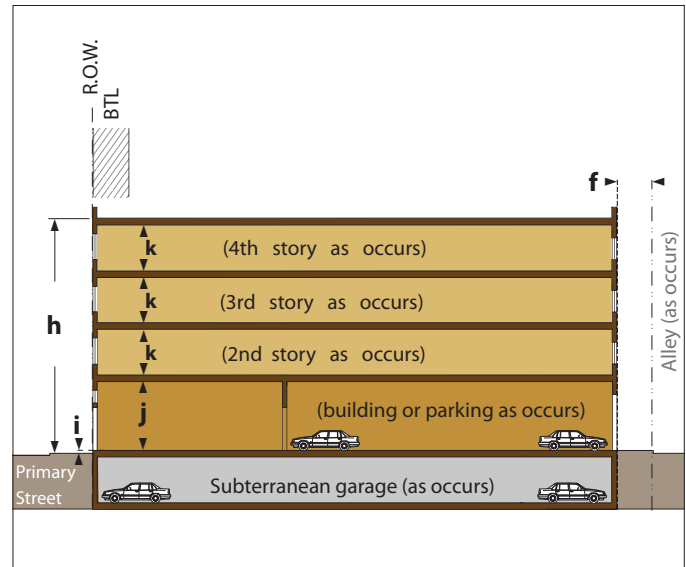 R.O.W.
BTL
f
h
k
(4th story as occurs)
k
(3rd story as occurs)
k
(2nd story as occurs)
j
(building or parking as occurs)
i
Alley (as occurs)
Primary
Street
Subterranean garage (as occurs)